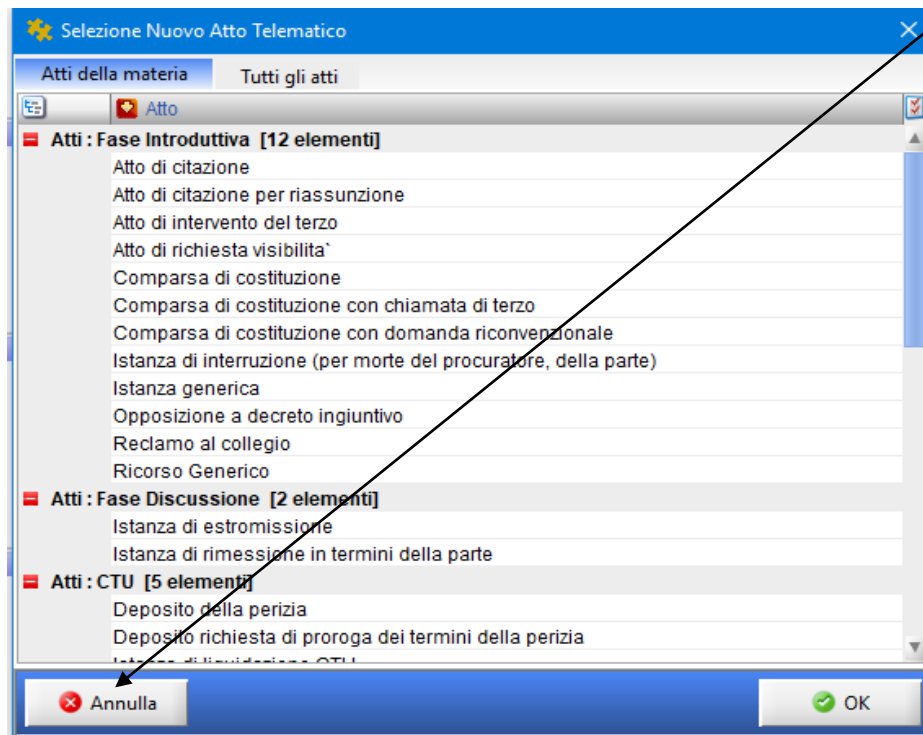 Selezione Nuovo Atto Telematico
Atti della materia Tutti gli atti
Atto
Atti : Fase Introduttiva [12 elementi]
Atto di citazione
Atto di citazione per riassunzione
Atto di intervento del terzo
Atto di richiesta visibilita`
Comparsa di costituzione
Comparsa di costituzione con chiamata di terzo
Comparsa di costituzione con domanda riconvenzionale
Istanza di interruzione (per morte del procuratore, della parte)
Istanza generica
Opposizione a decreto ingiuntivo
Reclamo al collegio
Ricorso Generico
Atti : Fase Discussione [2 elementi]
Istanza di estromissione
Istanza di rimessione in termini della parte
Atti : CTU [5 elementi]
Deposito della perizia
Deposito richiesta di proroga dei termini della perizia
Istanza di liquidazione CTU
Annulla OK